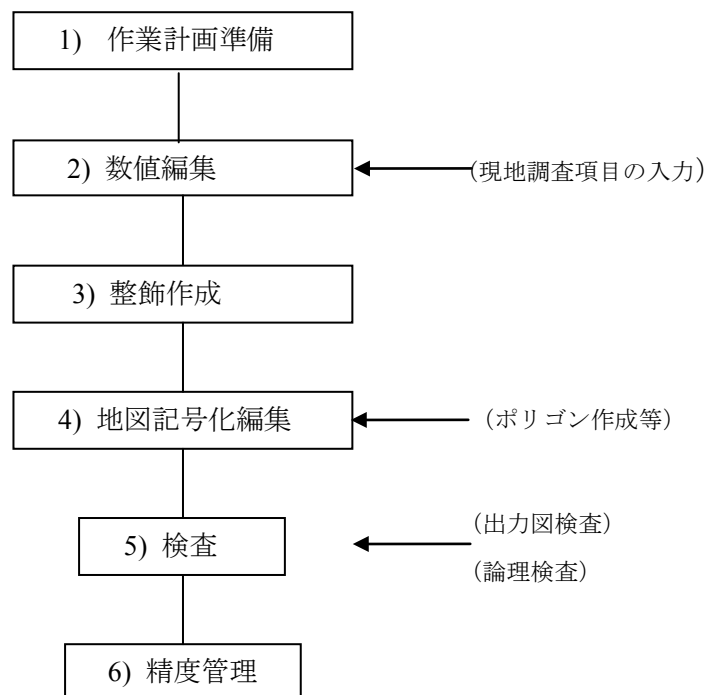 1) 作業計画準備
2) 数値編集
(現地調査項目の入力)
3) 整飾作成
4) 地図記号化編集
(ポリゴン作成等)
5) 検査
(出力図検査)
(論理検査)
6) 精度管理